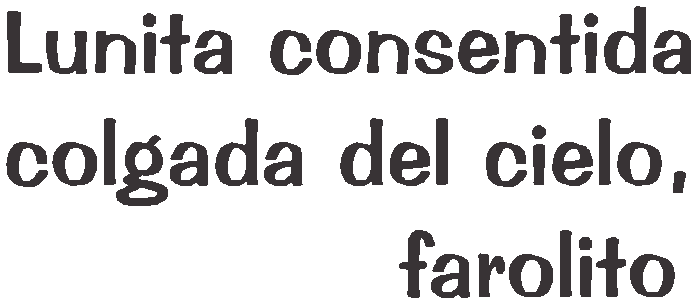 Lunita consentida
colgada del cielo,
farolito